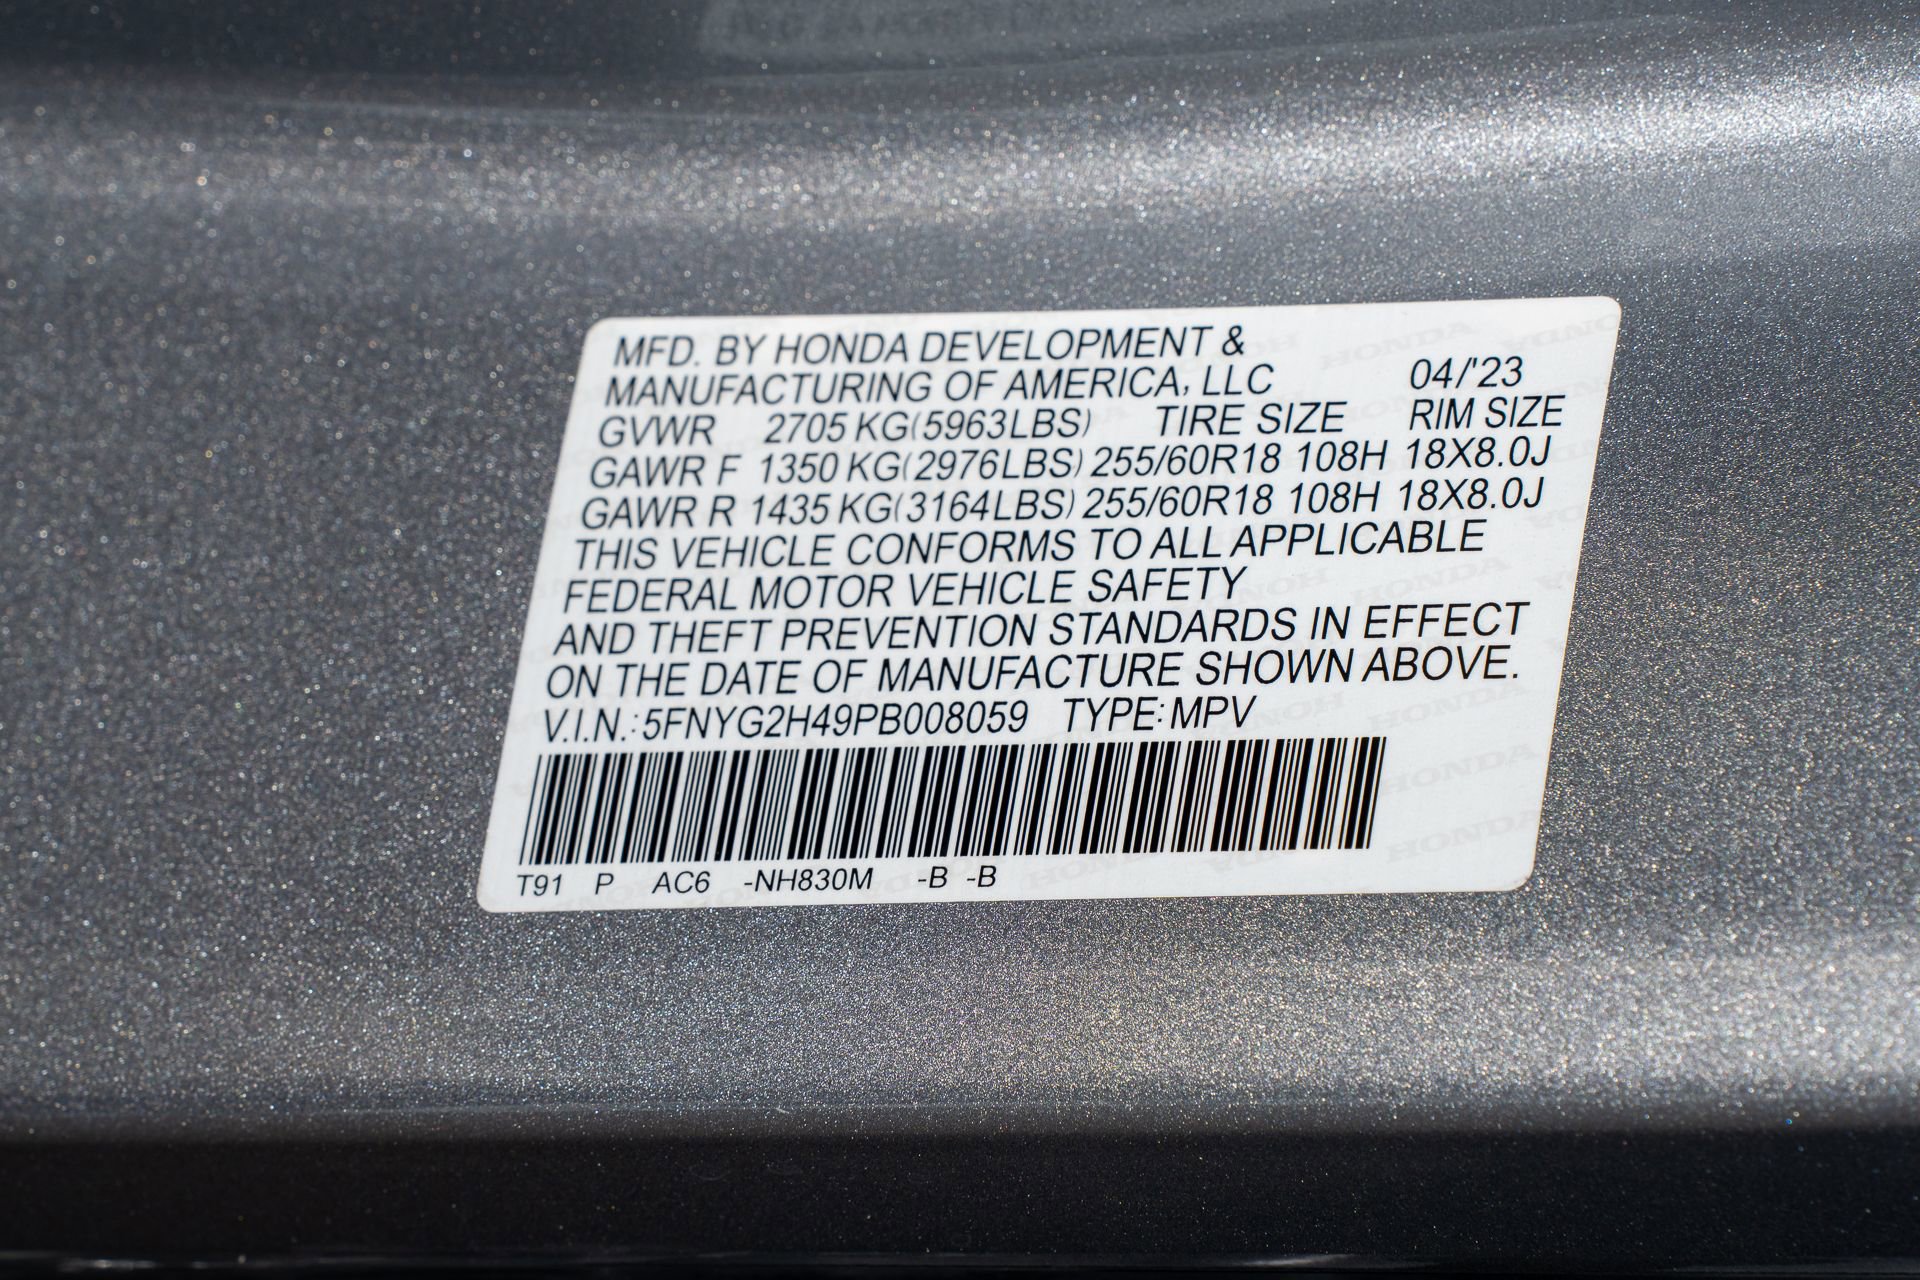 MFD. BY HONDA DEVELOPMENT &
MANUFACTURING OF AMERICA, LLC 04/'23
GVWR 2705 KG(5963LBS) TIRE SIZE RIM SIZE
GAWR F 1350 KG(2976LBS) 255/60R18 108H 18X8.0J
GAWR R 1435 KG(3164LBS) 255/60R18 108H 18X8.0J
THIS VEHICLE CONFORMS TO ALL APPLICABLE
FEDERAL MOTOR VEHICLE SAFETY
AND THEFT PREVENTION STANDARDS IN EFFECT
ON THE DATE OF MANUFACTURE SHOWN ABOVE.
V.I.N.: 5FNYG2H49PB008059 TYPE: MPV
T91 P AC6 -NH830M -B -B